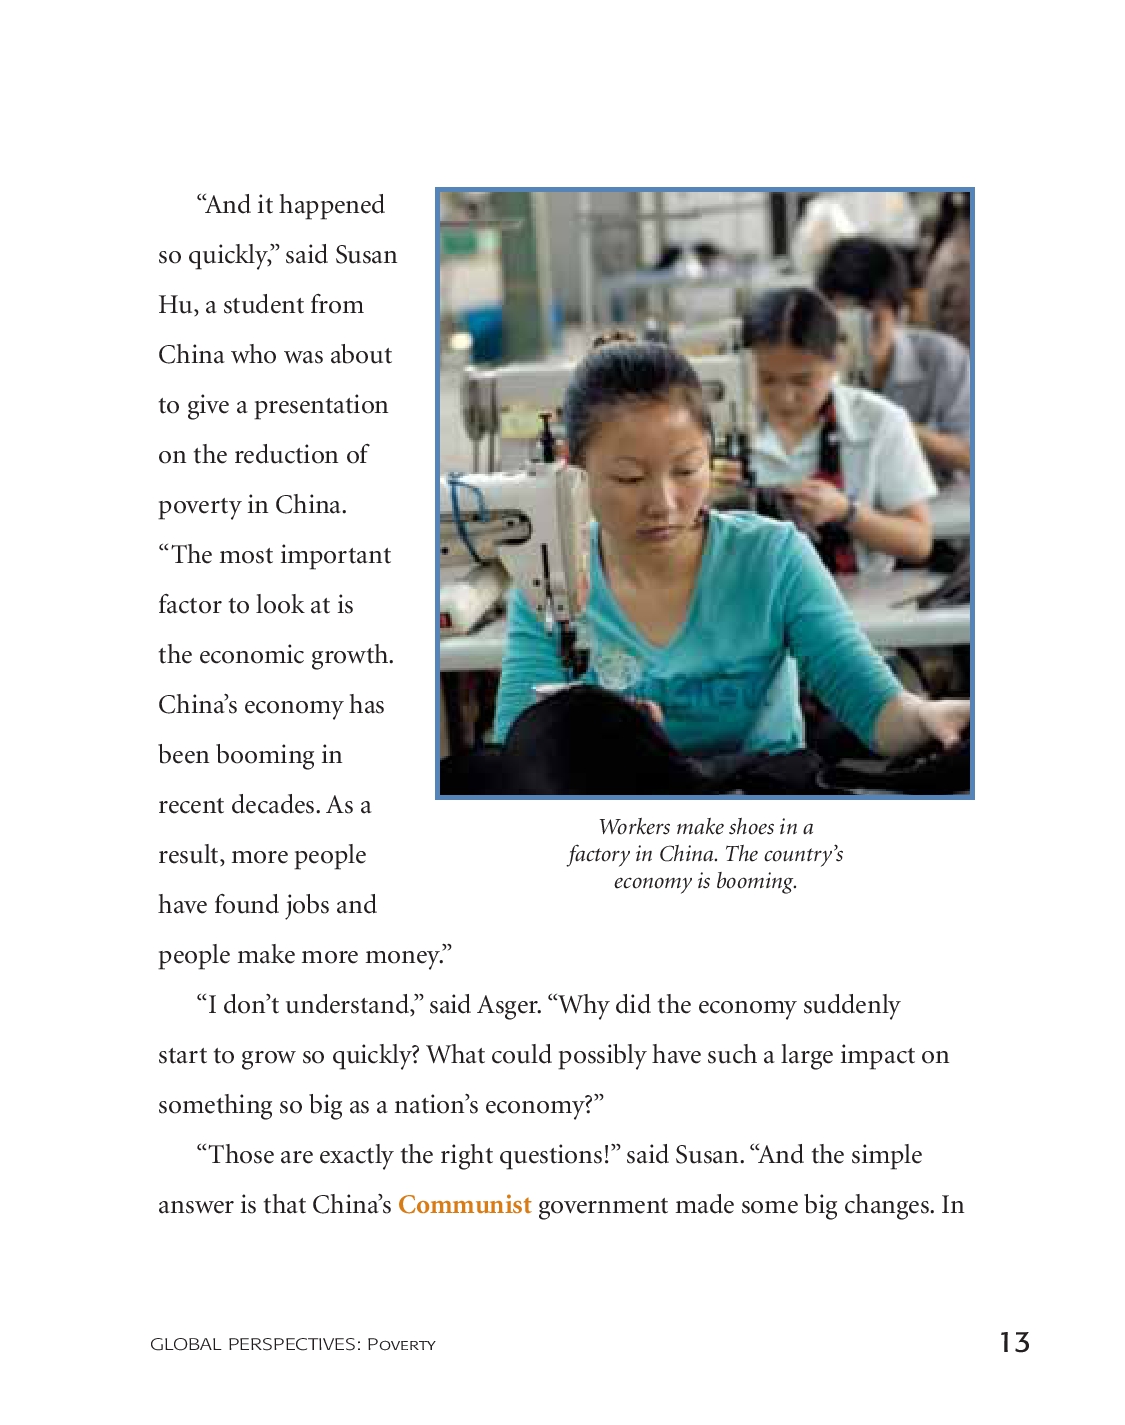 “And it happened
so quickly,” said Susan
Hu, a student from
China who was about
to give a presentation
on the reduction of
poverty in China.
“The most important
factor to look at is
the economic growth.
China’s economy has
been booming in
recent decades. As a
result, more people
have found jobs and
people make more money.”
Workers make shoes in a
factory in China. The country’s
economy is booming.
“I don’t understand,” said Asger. “Why did the economy suddenly
start to grow so quickly? What could possibly have such a large impact on
something so big as a nation’s economy?”
“Those are exactly the right questions!” said Susan. “And the simple
answer is that China’s Communist government made some big changes. In
GLOBAL PERSPECTIVES: POVERTY
13